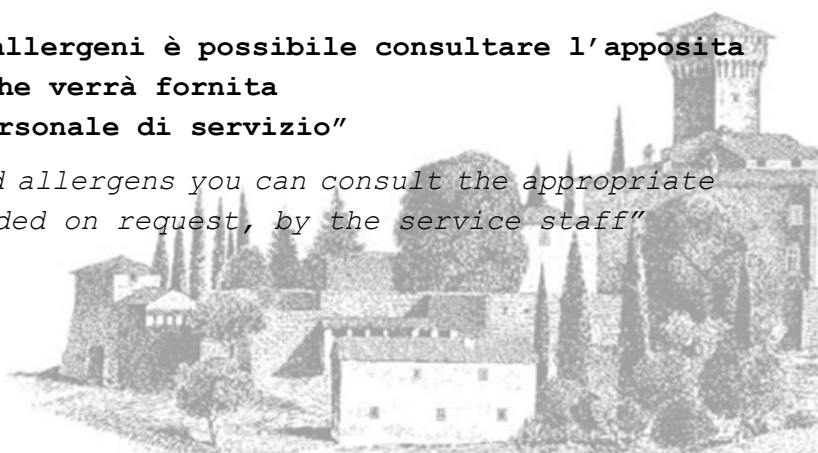 allergeni è possibile consultare l’apposita
he verrà fornita
rsonale di servizio”
d allergens you can consult the appropriate
ded on request, by the service staff”